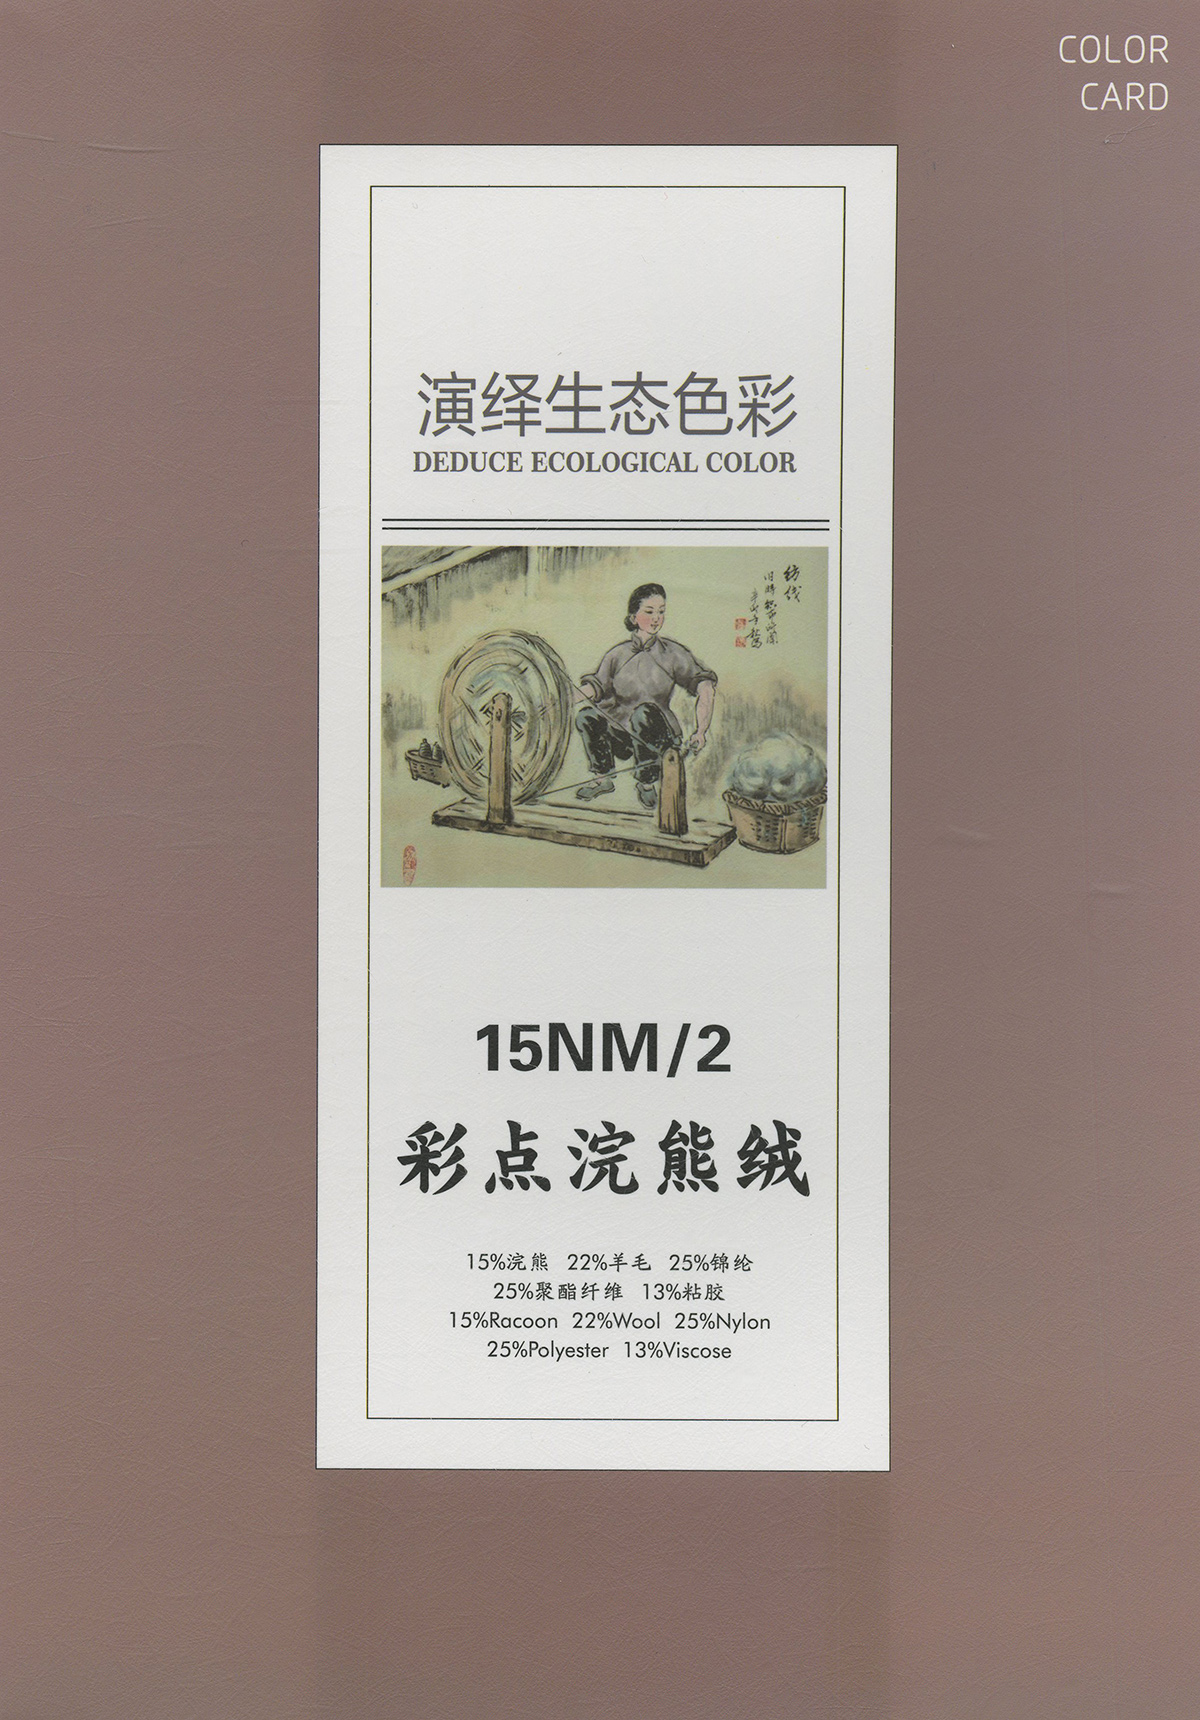 COLOR
CARD
演绎生态色彩
DEDUCE ECOLOGICAL COLOR
纺线
15NM/2
彩点浣熊绒
15%浣熊 22%羊毛 25%锦纶
25%聚酯纤维 13%粘胶
15%Racoon 22%Wool 25%Nylon
25%Polyester 13%Viscose